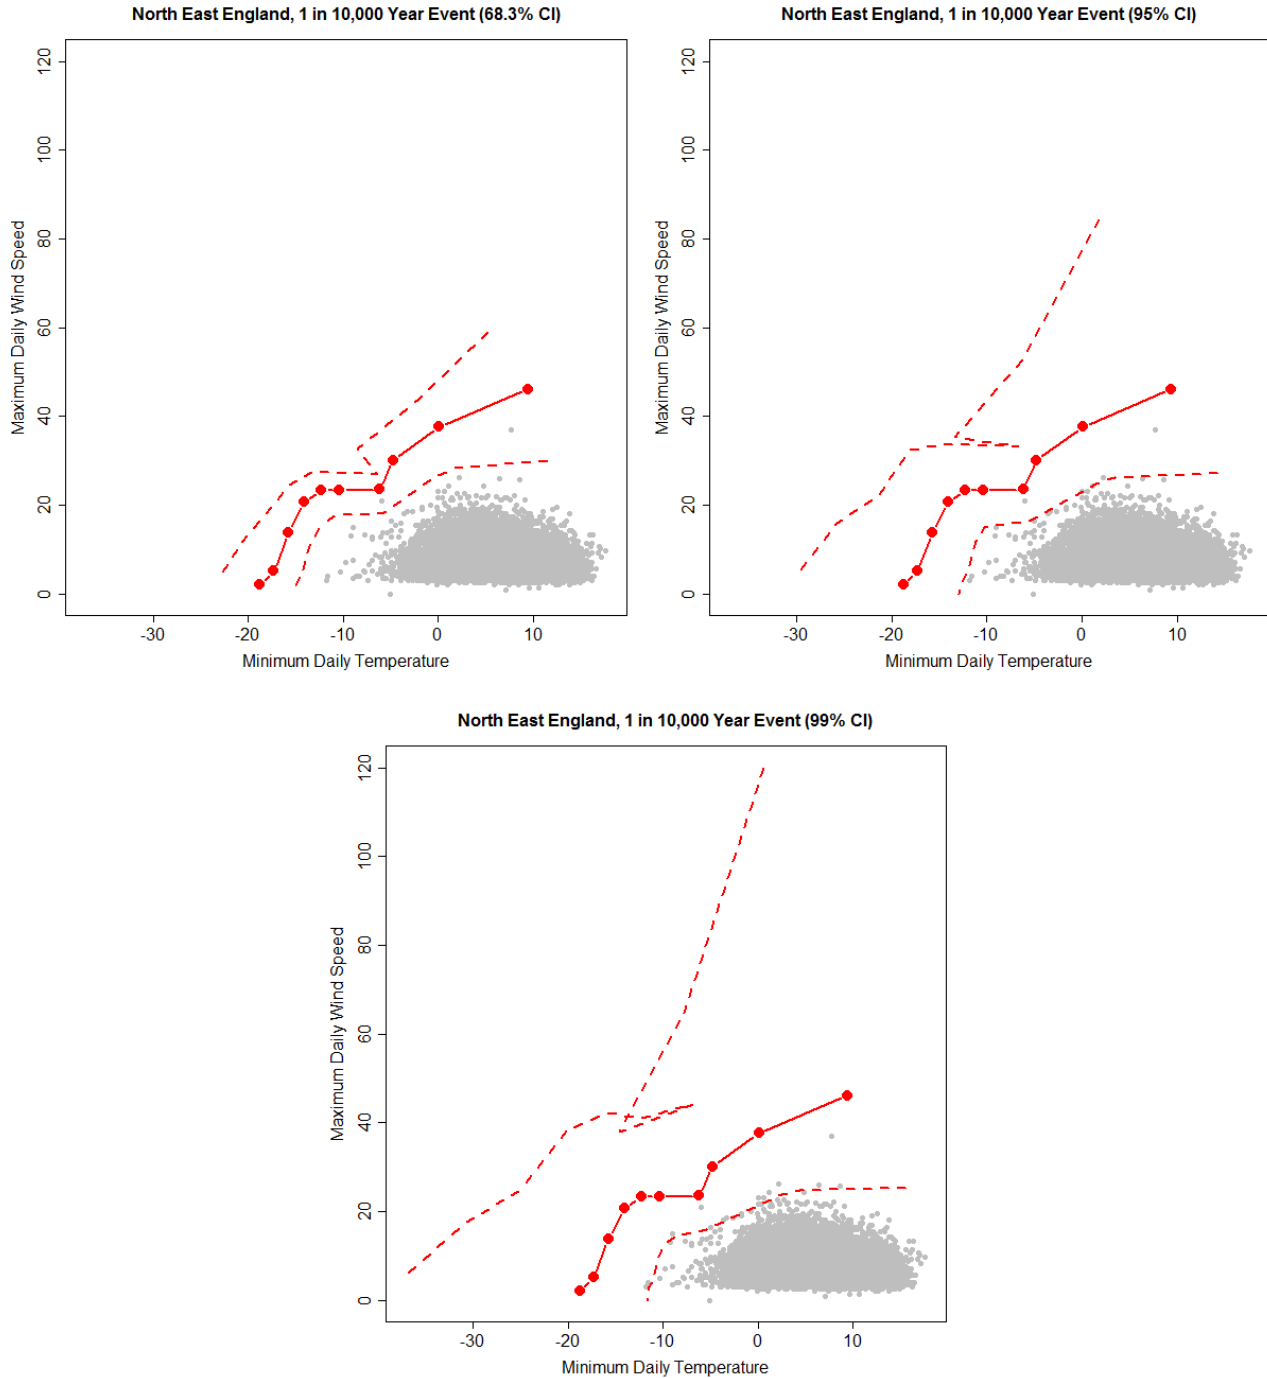 North East England, 1 in 10,000 Year Event (68.3% CI)
Maximum Daily Wind Speed
120
100
80
60
40
20
0
-30 -20 -10 0 10
Minimum Daily Temperature
North East England, 1 in 10,000 Year Event (95% CI)
Maximum Daily Wind Speed
120
100
80
60
40
20
0
-30 -20 -10 0 10
Minimum Daily Temperature
North East England, 1 in 10,000 Year Event (99% CI)
Maximum Daily Wind Speed
120
100
80
60
40
20
0
-30 -20 -10 0 10
Minimum Daily Temperature